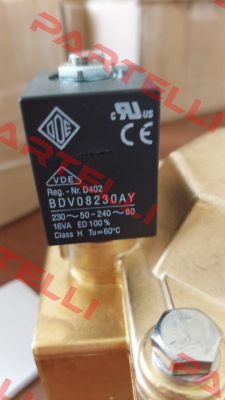 PARTELLI
ODE
c UL US
CE
VDE
Reg.-Nr.D402
BDV08230AY
230~50-240~60
16VA ED 100%
Class H Tu=60°C